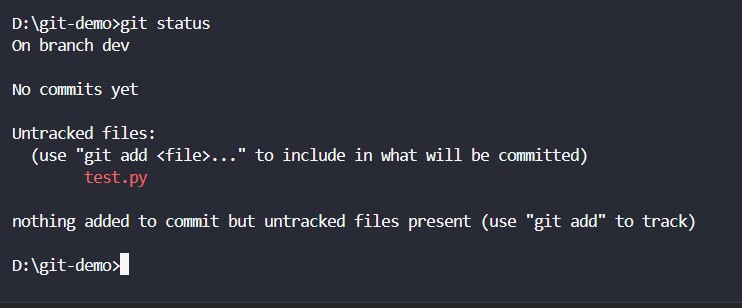 D:\git-demo>git status
On branch dev
No commits yet
Untracked files:
(use "git add <file>..." to include in what will be committed)
test.py
nothing added to commit but untracked files present (use "git add" to track)
D:\git-demo>